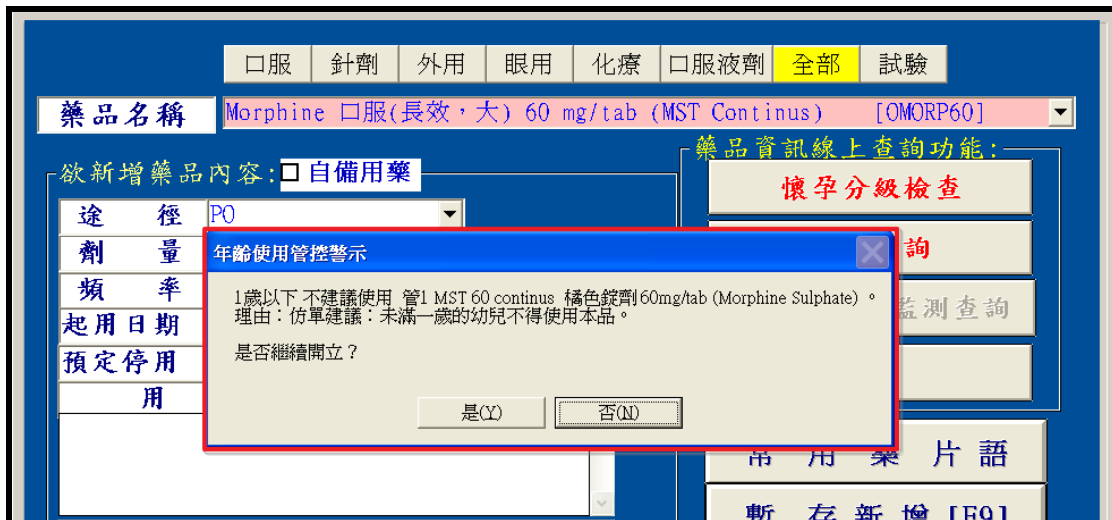 口服 針劑 外用 眼用 化療 口服液劑 全部 試驗
藥品名稱 Morphine 口服(長效，大) 60 mg/tab (MST Continus) [OMORP60]
藥品資訊線上查詢功能:
欲新增藥品內容: 自備用藥
懷孕分級檢查
途 徑 PO
劑 量
年齡使用管控警示
詢
頻 率
1歲以下 不建議使用 管1 MST 60 continus 橘色錠劑 60mg/tab (Morphine Sulphate) 。
理由：仿單建議：未滿一歲的幼兒不得使用本品。
監測查詢
起用日期
是否繼續開立？
預定停用
用
是(Y) 否(N)
常 用 藥 片 語
暫 存 新 增 [F9]